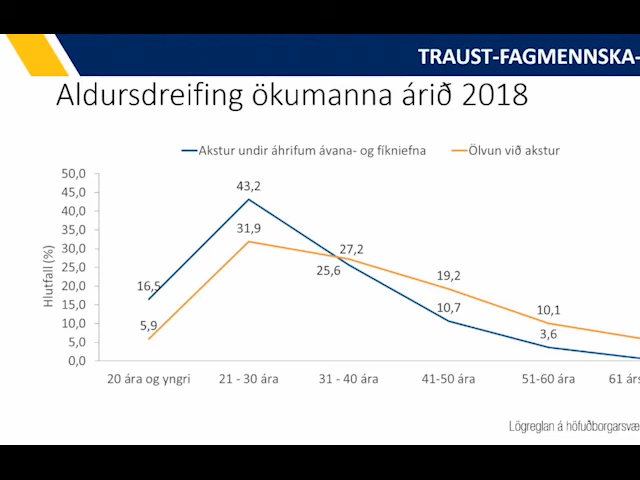 TRAUST-FAGMENNSKA-
Aldursdreifing ökumanna árið 2018
Akstur undir áhrifum ávana- og fíkniefna
Ölvun við akstur
Hlutfall (%)
50,0
45,0
40,0
35,0
30,0
25,0
20,0
15,0
10,0
5,0
0,0
16,5
43,2
25,6
10,7
3,6
5,9
31,9
27,2
19,2
10,1
20 ára og yngri
21 - 30 ára
31 - 40 ára
41-50 ára
51-60 ára
61 árs
Lögreglan á höfuðborgarsvæ